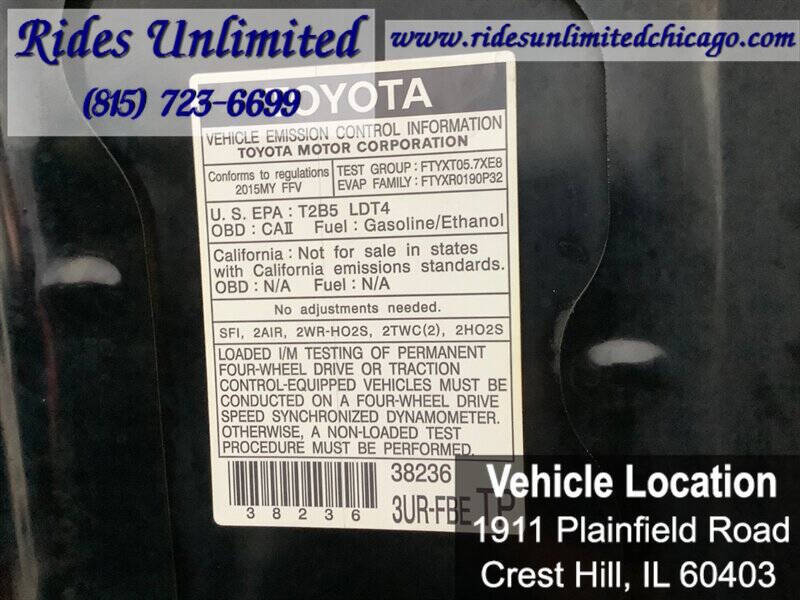 Rides Unlimited
(815) 723-6699
www.ridesunlimitedchicago.com
TOYOTA
VEHICLE EMISSION CONTROL INFORMATION
TOYOTA MOTOR CORPORATION
Conforms to regulations
2015MY FFV
TEST GROUP : FTYXT05.7XE8
EVAP FAMILY : FTYXR0190P32
U. S. EPA : T2B5 LDT4
OBD : CAII Fuel : Gasoline/Ethanol
California : Not for sale in states
with California emissions standards.
OBD : N/A Fuel : N/A
No adjustments needed.
SFI, 2AIR, 2WR-HO2S, 2TWC(2), 2HO2S
LOADED I/M TESTING OF PERMANENT
FOUR-WHEEL DRIVE OR TRACTION
CONTROL-EQUIPPED VEHICLES MUST BE
CONDUCTED ON A FOUR-WHEEL DRIVE
SPEED SYNCHRONIZED DYNAMOMETER.
OTHERWISE, A NON-LOADED TEST
PROCEDURE MUST BE PERFORMED.
38236
38236
3UR-FBE TP
Vehicle Location
1911 Plainfield Road
Crest Hill, IL 60403